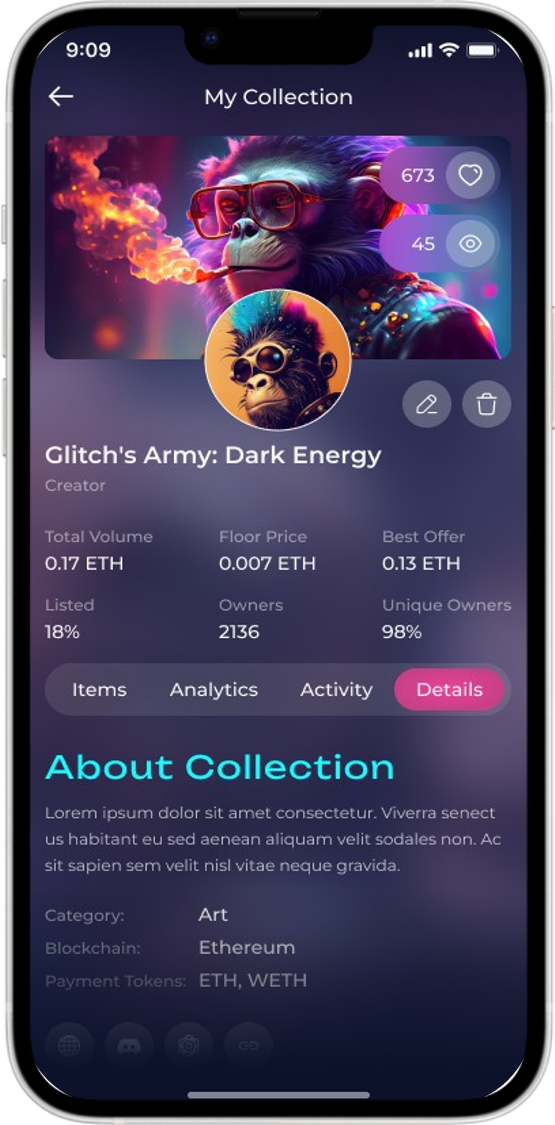 9:09
My Collection
673
45
Glitch's Army: Dark Energy
Creator
Total Volume Floor Price Best Offer
0.17 ETH 0.007 ETH 0.13 ETH
Listed Owners Unique Owners
18% 2136 98%
Items Analytics Activity Details
About Collection
Lorem ipsum dolor sit amet consectetur. Viverra senect
us habitant eu sed aenean aliquam velit sodales non. Ac
sit sapien sem velit nisl vitae neque gravida.
Category: Art
Blockchain: Ethereum
Payment Tokens: ETH, WETH